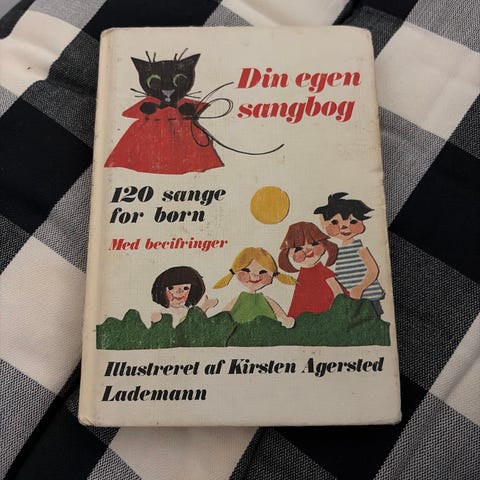 Din egen
sangbog
120 sange
for børn
Med becifringer
Illustreret af Kirsten Agersted
Lademann